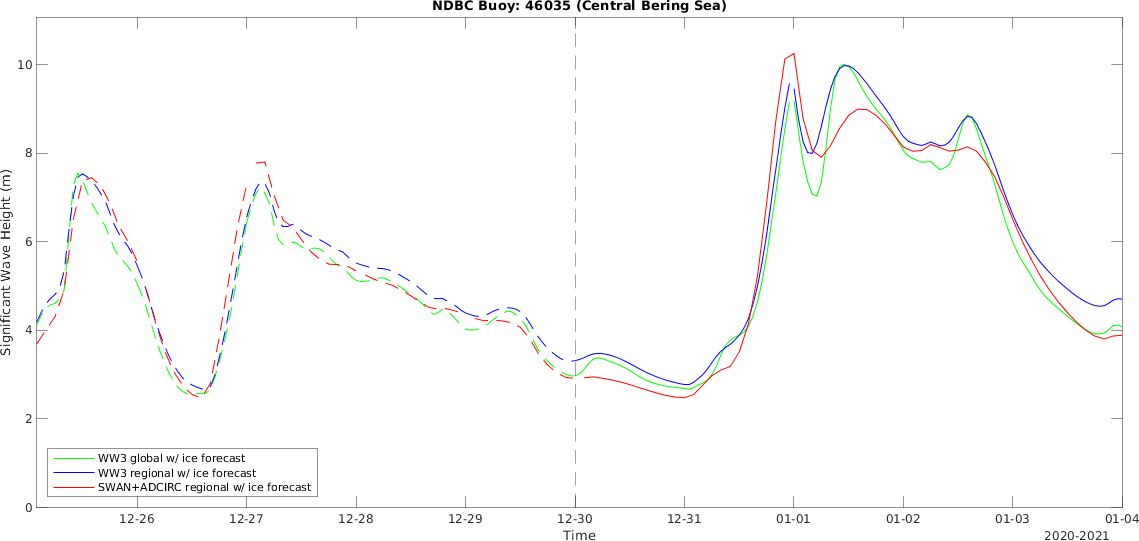 NDBC Buoy: 46035 (Central Bering Sea)
Significant Wave Height (m)
10
8
6
4
2
0
WW3 global w/ ice forecast
WW3 regional w/ ice forecast
SWAN+ADCIRC regional w/ ice forecast
12-26 12-27 12-28 12-29 12-30 12-31 01-01 01-02 01-03 01-04
Time
2020-2021